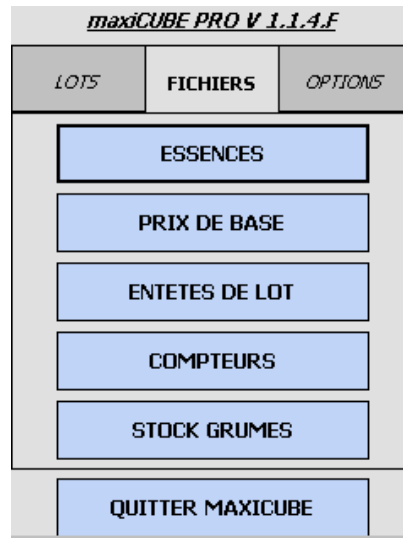 maxiCUBE PRO V 1.1.4.F
LOTS FICHIERS OPTIONS
ESSENCES
PRIX DE BASE
ENTETES DE LOT
COMPTEURS
STOCK GRUMES
QUITTER MAXICUBE